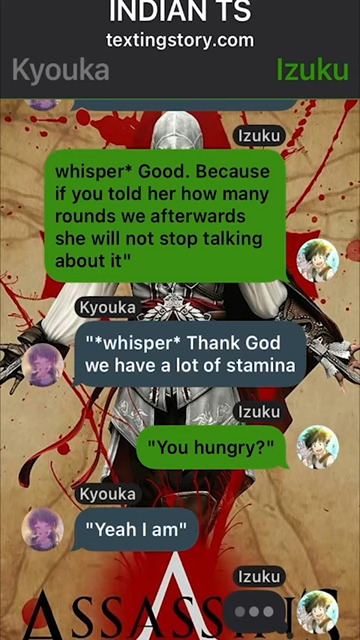 INDIAN TS
textingstory.com
Kyouka
Izuku
Izuku
whisper* Good. Because
if you told her how many
rounds we afterwards
she will not stop talking
about it"
Kyouka
"*whisper* Thank God
we have a lot of stamina
Izuku
"You hungry?"
Kyouka
"Yeah I am"
Izuku
ASSASSIN'S